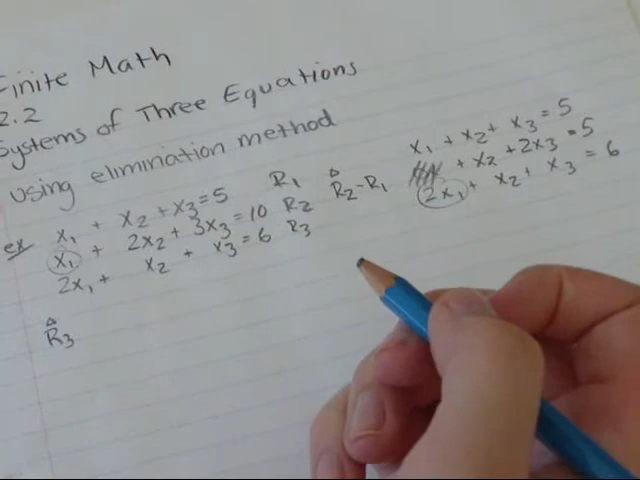 Finite Math
2.2
Systems of Three Equations
using elimination method
ex x₁ + x₂ + x₃ = 5 R₁
x₁ + 2x₂ + 3x₃ = 10 R₂
2x₁ + x₂ + x₃ = 6 R₃
△
R₂ - R₁
x₁ + x₂ + x₃ = 5
+ x₂ + 2x₃ = 5
2x₁ + x₂ + x₃ = 6
△
R₃